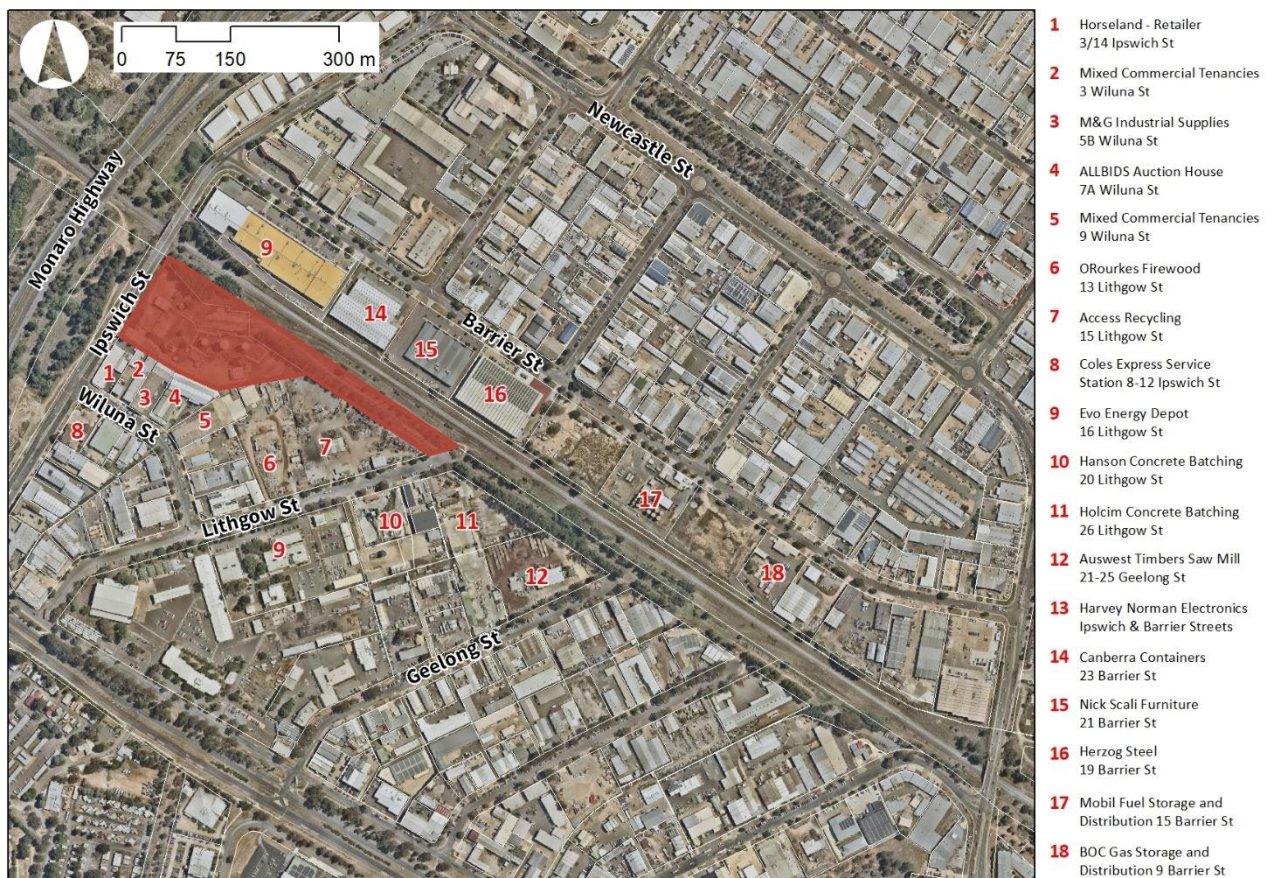 0 75 150 300 m
Monaro Highway
Newcastle St
Ipswich St
9
14
Barrier St
15
16
1
2
3
4
Wiluna St
5
8
6
7
17
Lithgow St
10
11
9
12
18
Geelong St
1 Horseland - Retailer
3/14 Ipswich St
2 Mixed Commercial Tenancies
3 Wiluna St
3 M&G Industrial Supplies
5B Wiluna St
4 ALLBIDS Auction House
7A Wiluna St
5 Mixed Commercial Tenancies
9 Wiluna St
6 ORourkes Firewood
13 Lithgow St
7 Access Recycling
15 Lithgow St
8 Coles Express Service
Station 8-12 Ipswich St
9 Evo Energy Depot
16 Lithgow St
10 Hanson Concrete Batching
20 Lithgow St
11 Holcim Concrete Batching
26 Lithgow St
12 Auswest Timbers Saw Mill
21-25 Geelong St
13 Harvey Norman Electronics
Ipswich & Barrier Streets
14 Canberra Containers
23 Barrier St
15 Nick Scali Furniture
21 Barrier St
16 Herzog Steel
19 Barrier St
17 Mobil Fuel Storage and
Distribution 15 Barrier St
18 BOC Gas Storage and
Distribution 9 Barrier St